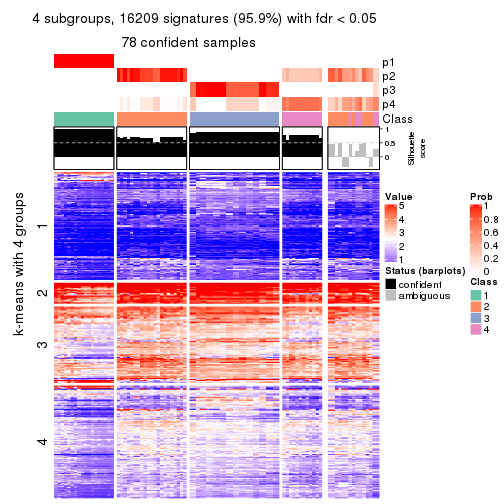 4 subgroups, 16209 signatures (95.9%) with fdr < 0.05
78 confident samples
p1
p2
p3
p4
Class
1
0.5
0
Silhouette
score
k-means with 4 groups
1
2
3
4
Value
5
4
3
2
1
Status (barplots)
confident
ambiguous
Prob
1
0.8
0.6
0.4
0.2
0
Class
1
2
3
4